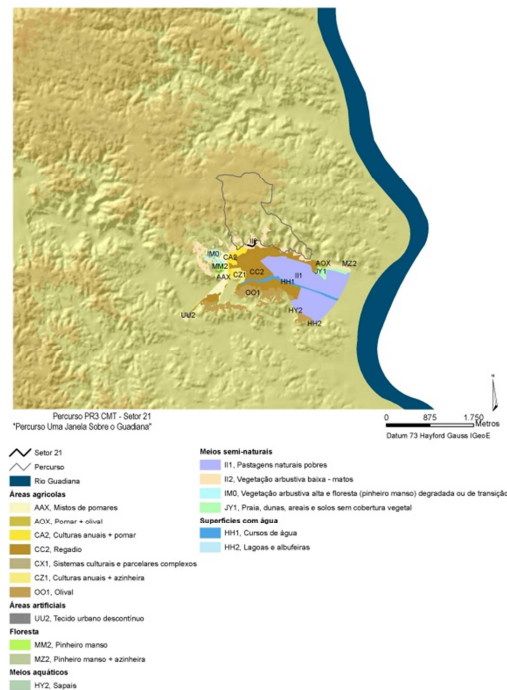 II2
IM0
CA2
MM2
AAX
CZ1
CC2
II1
AOX
JY1
MZ2
HH1
OO1
HY2
HH2
UU2
Percurso PR3 CMT - Setor 21
"Percurso Uma Janela Sobre o Guadiana"
0 875 1.750
Metros
Datum 73 Hayford Gauss IGeoE
Setor 21
Percurso
Rio Guadiana
Áreas agrícolas
AAX, Mistos de pomares
AOX, Pomar + olival
CA2, Culturas anuais + pomar
CC2, Regadio
CX1, Sistemas culturais e parcelares complexos
CZ1, Culturas anuais + azinheira
OO1, Olival
Áreas artificiais
UU2, Tecido urbano descontínuo
Floresta
MM2, Pinheiro manso
MZ2, Pinheiro manso + azinheira
Meios aquáticos
HY2, Sapais
Meios semi-naturais
II1, Pastagens naturais pobres
II2, Vegetação arbustiva baixa - matos
IM0, Vegetação arbustiva alta e floresta (pinheiro manso) degradada ou de transição
JY1, Praia, dunas, areais e solos sem cobertura vegetal
Superfícies com água
HH1, Cursos de água
HH2, Lagoas e albufeiras